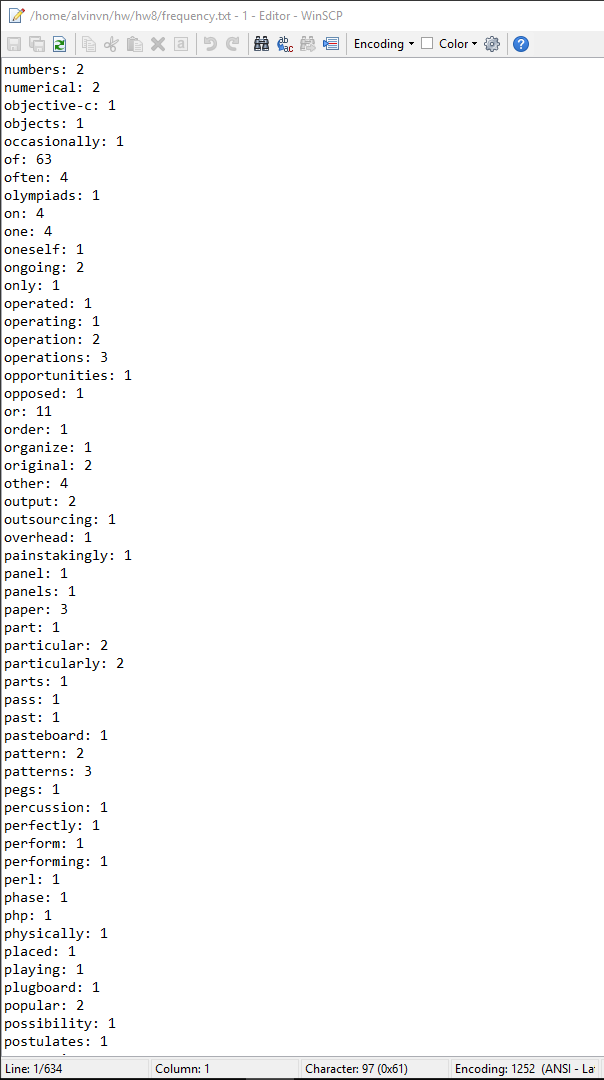 /home/alvinvn/hw/hw8/frequency.txt - 1 - Editor - WinSCP
Encoding Color
numbers: 2
numerical: 2
objective-c: 1
objects: 1
occasionally: 1
of: 63
often: 4
olympiads: 1
on: 4
one: 4
oneself: 1
ongoing: 2
only: 1
operated: 1
operating: 1
operation: 2
operations: 3
opportunities: 1
opposed: 1
or: 11
order: 1
organize: 1
original: 2
other: 4
output: 2
outsourcing: 1
overhead: 1
painstakingly: 1
panel: 1
panels: 1
paper: 3
part: 1
particular: 2
particularly: 2
parts: 1
pass: 1
past: 1
pasteboard: 1
pattern: 2
patterns: 3
pegs: 1
percussion: 1
perfectly: 1
perform: 1
performing: 1
perl: 1
phase: 1
php: 1
physically: 1
placed: 1
playing: 1
plugboard: 1
popular: 2
possibility: 1
postulates: 1
Line: 1/634 Column: 1 Character: 97 (0x61) Encoding: 1252 (ANSI - La